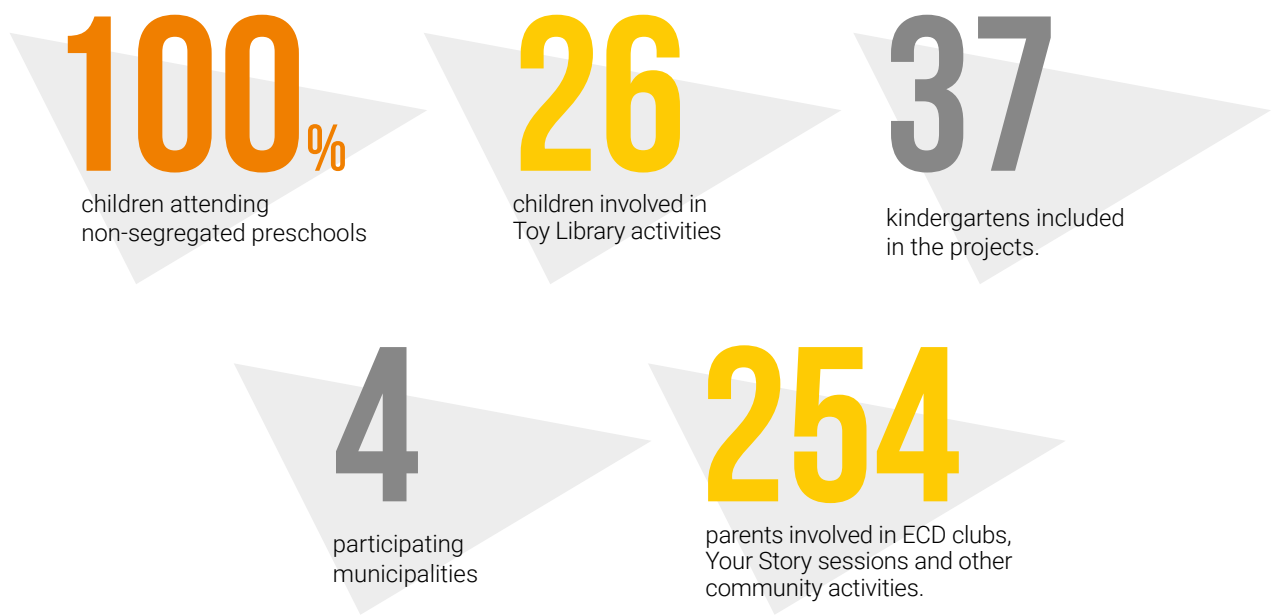 100%
children attending
non-segregated preschools
26
children involved in
Toy Library activities
37
kindergartens included
in the projects.
4
participating
municipalities
254
parents involved in ECD clubs,
Your Story sessions and other
community activities.